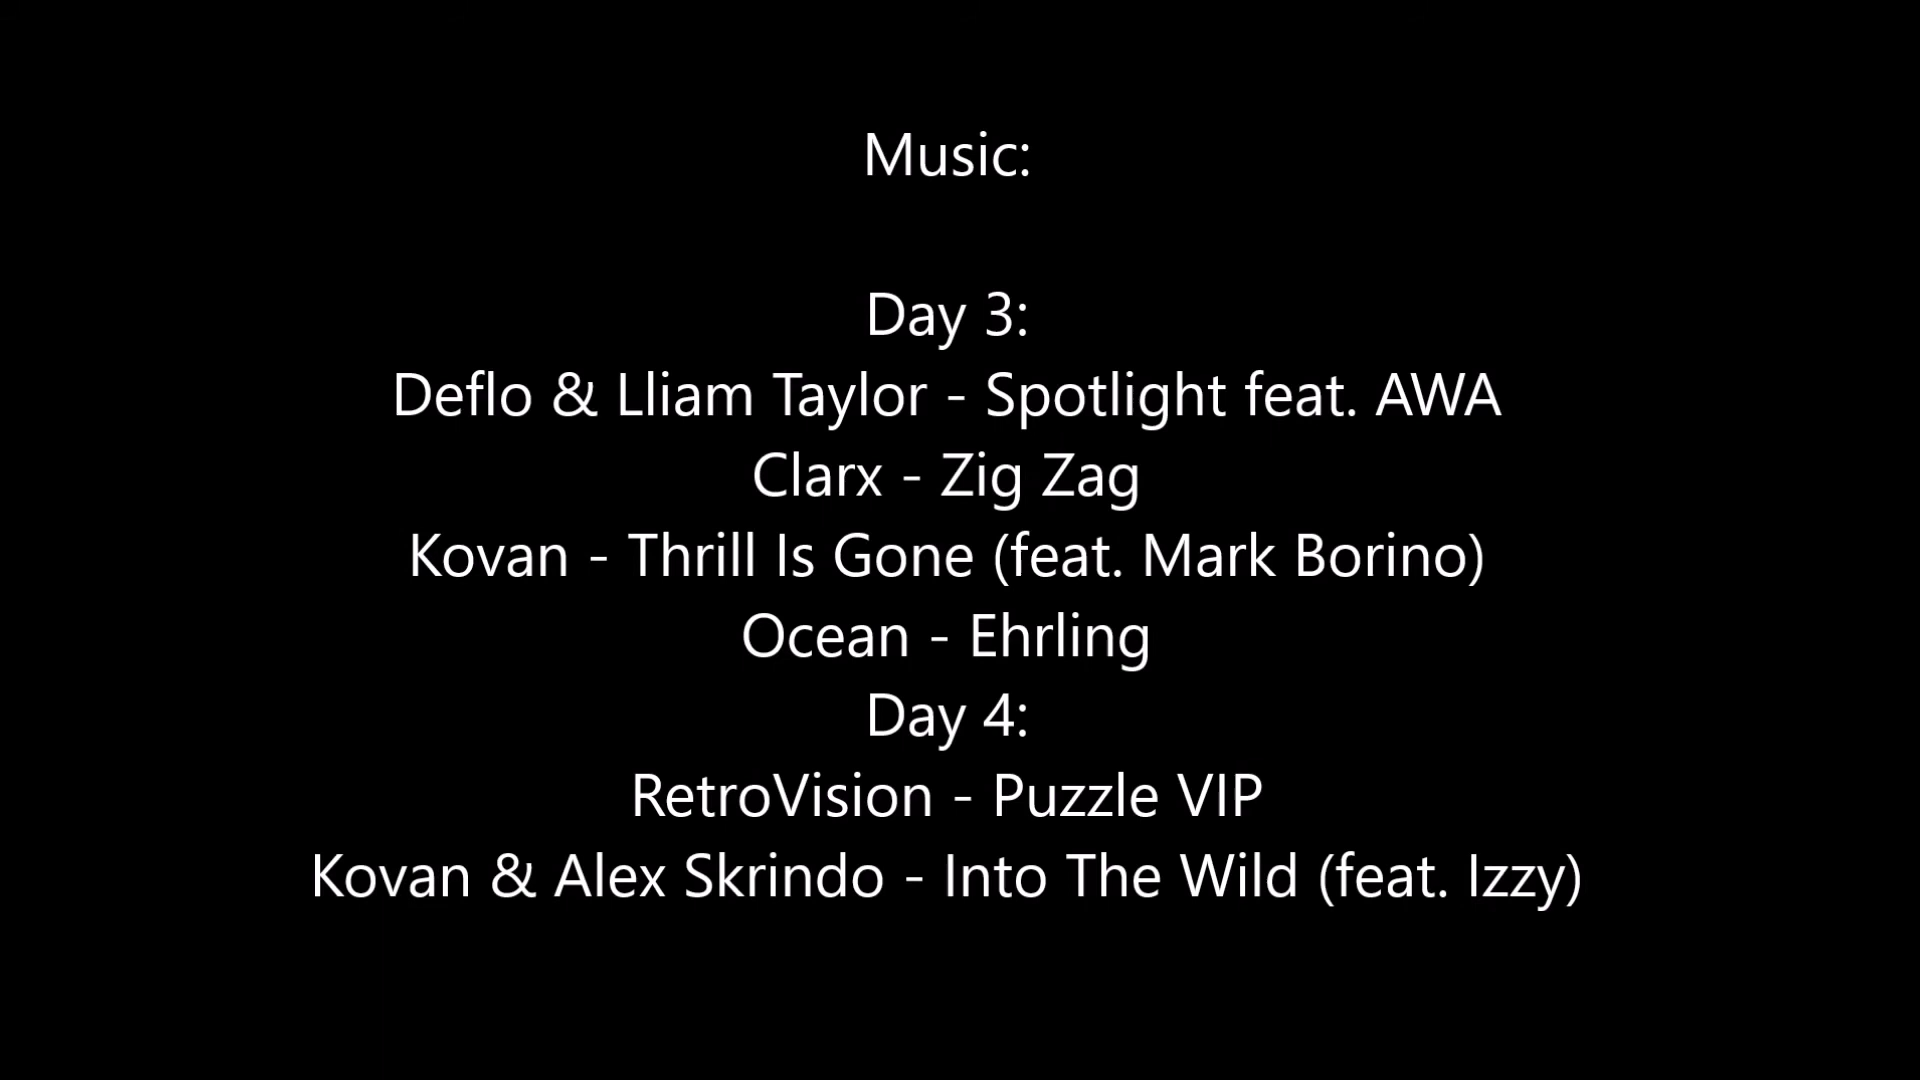 Music:
Day 3:
Deflo & Lliam Taylor - Spotlight feat. AWA
Clarx - Zig Zag
Kovan - Thrill Is Gone (feat. Mark Borino)
Ocean - Ehrling
Day 4:
RetroVision - Puzzle VIP
Kovan & Alex Skrindo - Into The Wild (feat. Izzy)